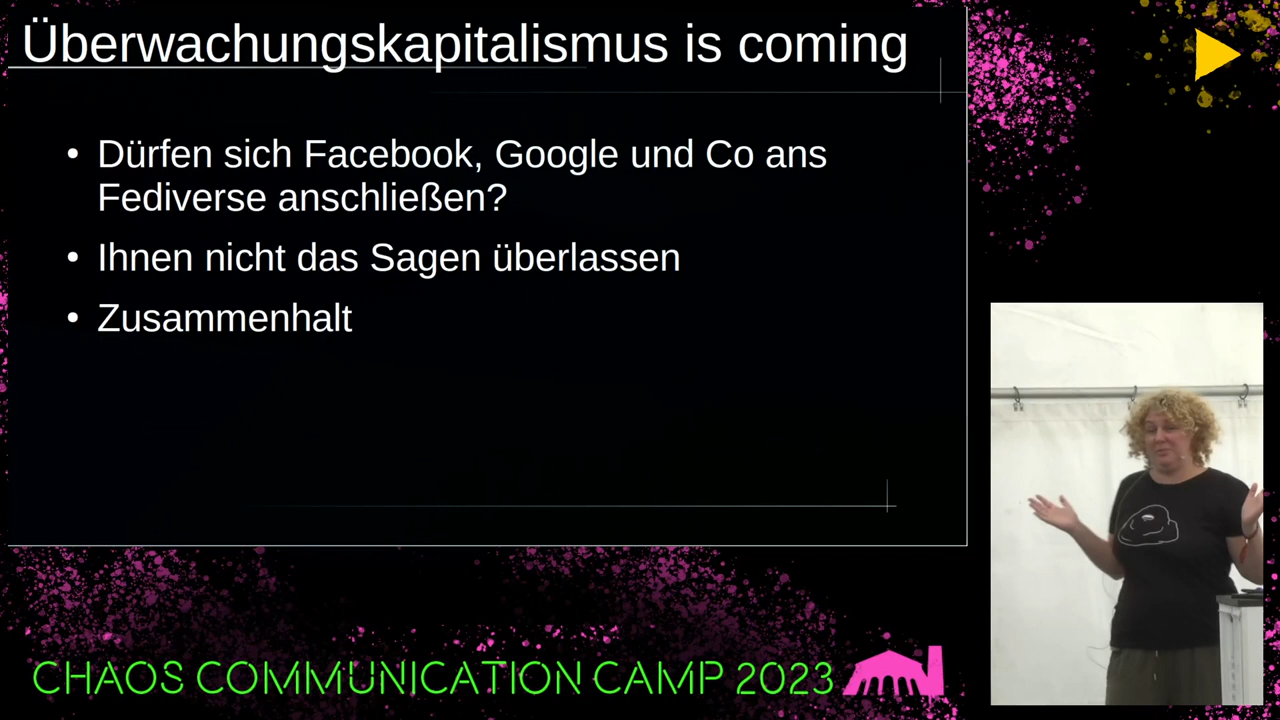 Überwachungskapitalismus is coming
• Dürfen sich Facebook, Google und Co ans
Fediverse anschließen?
• Ihnen nicht das Sagen überlassen
• Zusammenhalt
CHAOS COMMUNICATION CAMP 2023